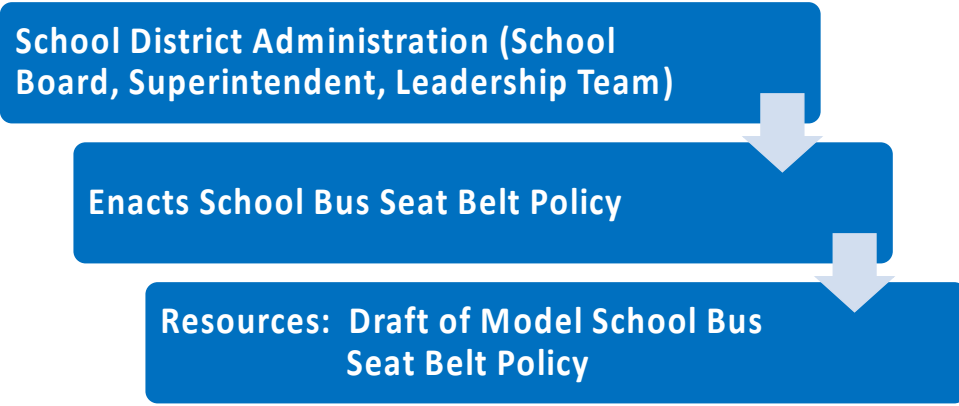 School District Administration (School
Board, Superintendent, Leadership Team)
Enacts School Bus Seat Belt Policy
Resources: Draft of Model School Bus
Seat Belt Policy